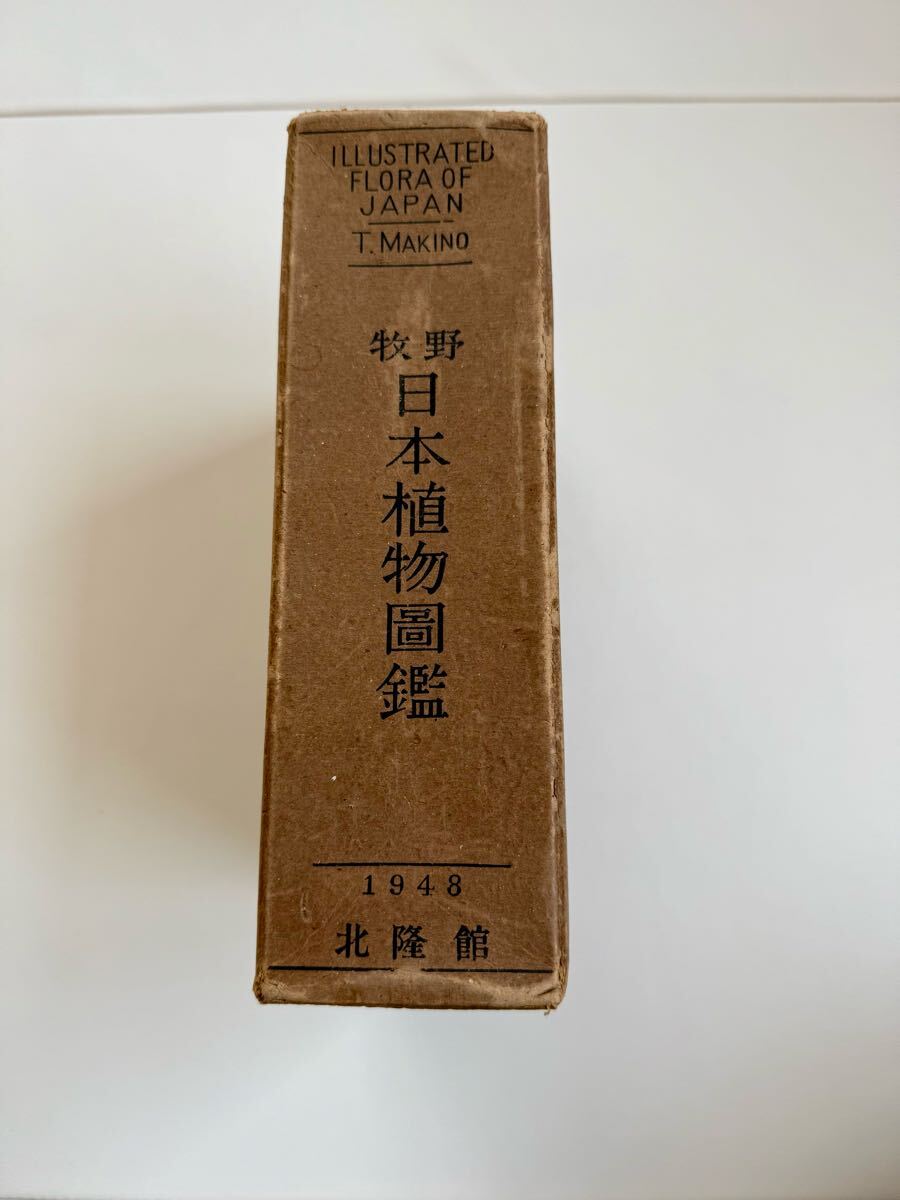 ILLUSTRATED
FLORA OF
JAPAN
T. MAKINO
牧野
日本植物圖鑑
1948
北隆館